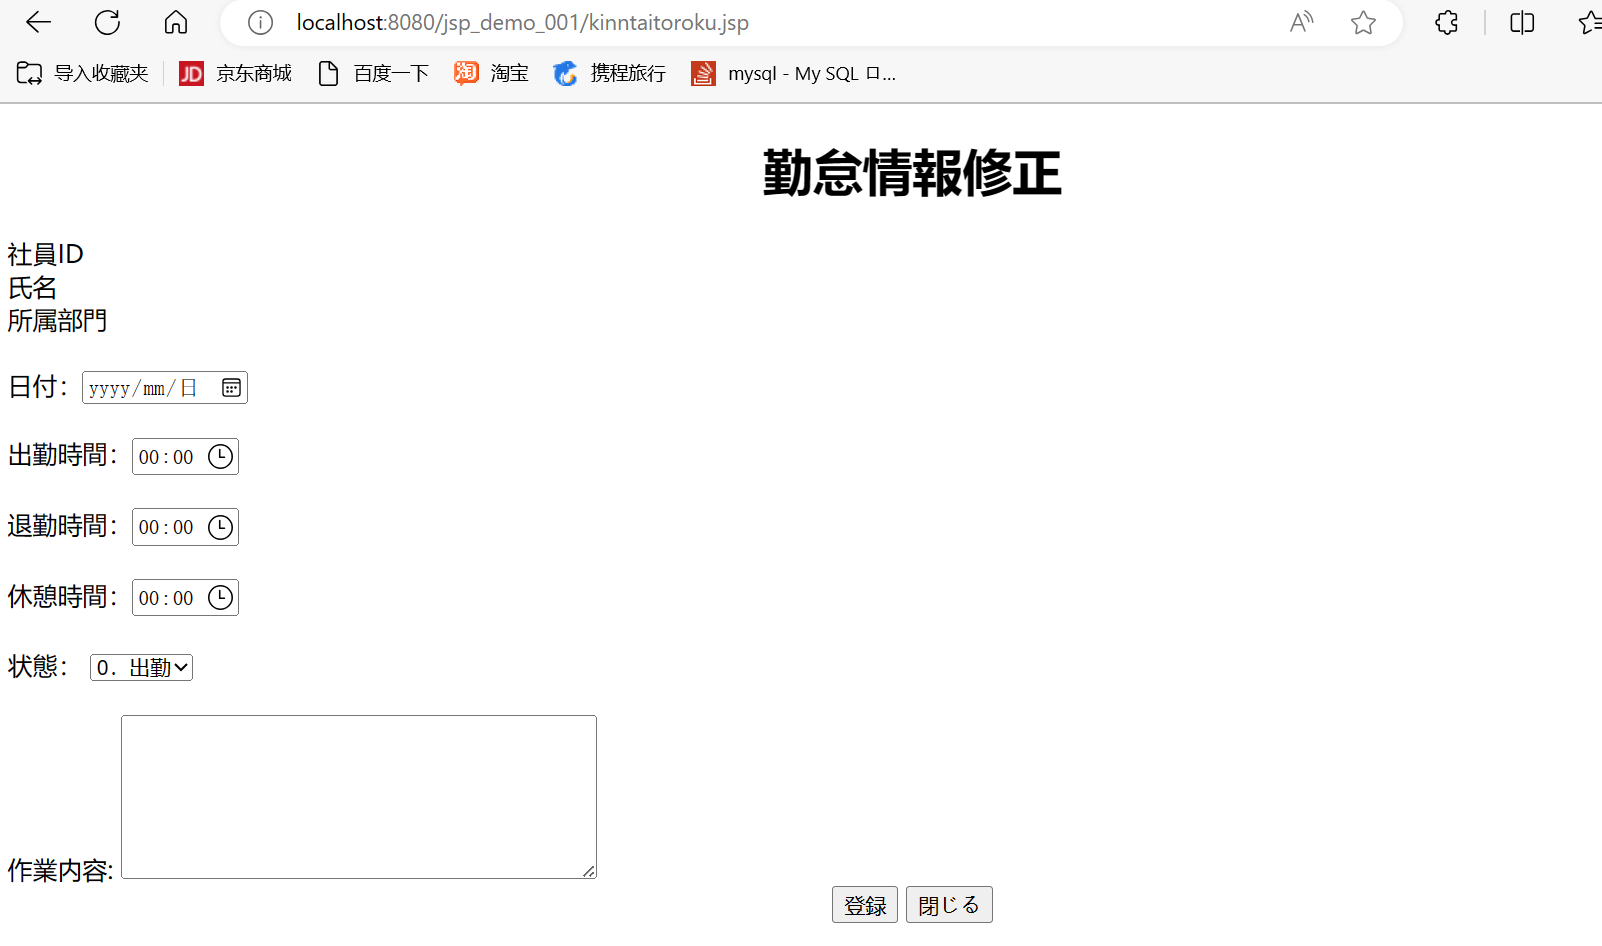 localhost:8080/jsp_demo_001/kinntaitoroku.jsp
导入收藏夹 京东商城 百度一下 淘宝 携程旅行 mysql - My SQL ロ...
勤怠情報修正
社員ID
氏名
所属部門
日付： yyyy/mm/日
出勤時間： 00:00
退勤時間： 00:00
休憩時間： 00:00
状態： 0. 出勤
作業内容:
登録 閉じる